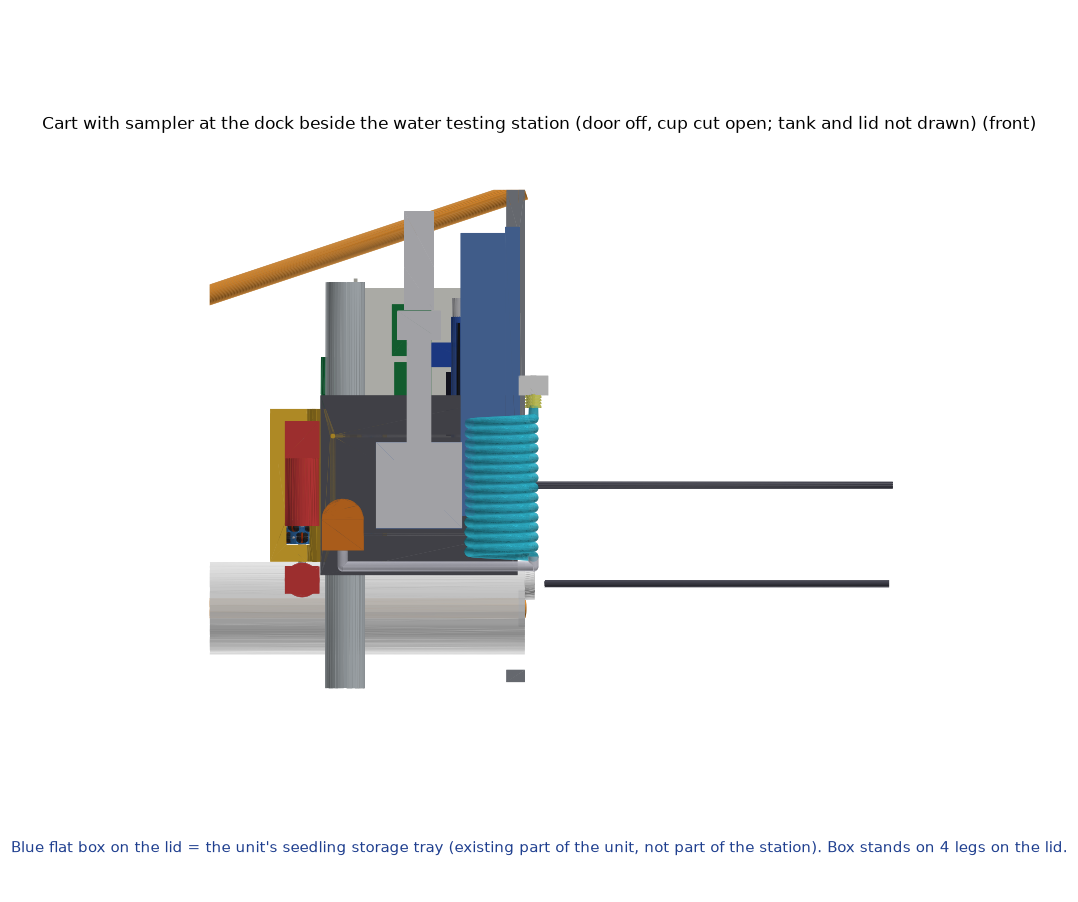 Cart with sampler at the dock beside the water testing station (door off, cup cut open; tank and lid not drawn) (front)
Blue flat box on the lid = the unit's seedling storage tray (existing part of the unit, not part of the station). Box stands on 4 legs on the lid.